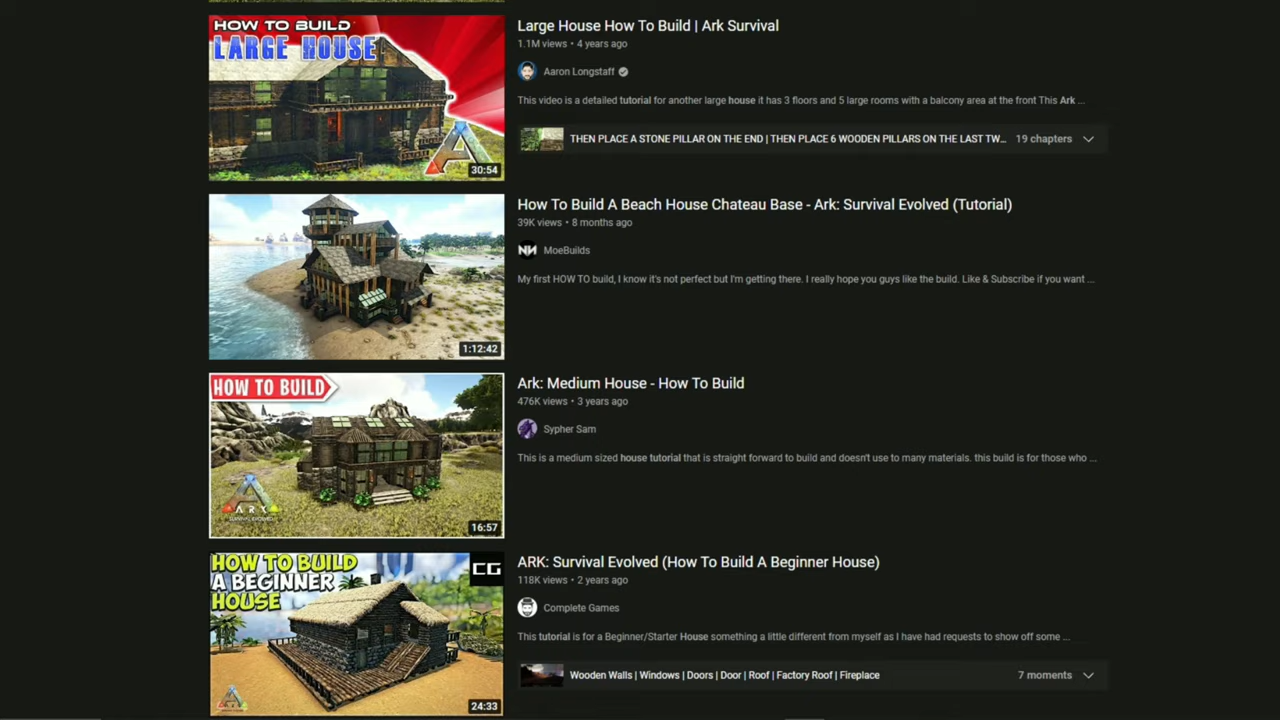 HOW TO BUILD
LARGE HOUSE
30:54
Large House How To Build | Ark Survival
1.1M views • 4 years ago
Aaron Longstaff
This video is a detailed tutorial for another large house it has 3 floors and 5 large rooms with a balcony area at the front This Ark ...
THEN PLACE A STONE PILLAR ON THE END | THEN PLACE 6 WOODEN PILLARS ON THE LAST TW... 19 chapters
1:12:42
How To Build A Beach House Chateau Base - Ark: Survival Evolved (Tutorial)
39K views • 8 months ago
MoeBuilds
My first HOW TO build, I know it's not perfect but I'm getting there. I really hope you guys like the build. Like & Subscribe if you want ...
HOW TO BUILD
ARK
SURVIVAL EVOLVED
16:57
Ark: Medium House - How To Build
476K views • 3 years ago
Sypher Sam
This is a medium sized house tutorial that is straight forward to build and doesn't use to many materials. this build is for those who ...
HOW TO BUILD
A BEGINNER
HOUSE
CG
24:33
ARK: Survival Evolved (How To Build A Beginner House)
118K views • 2 years ago
Complete Games
This tutorial is for a Beginner/Starter House something a little different from myself as I have had requests to show off some ...
Wooden Walls | Windows | Doors | Door | Roof | Factory Roof | Fireplace 7 moments